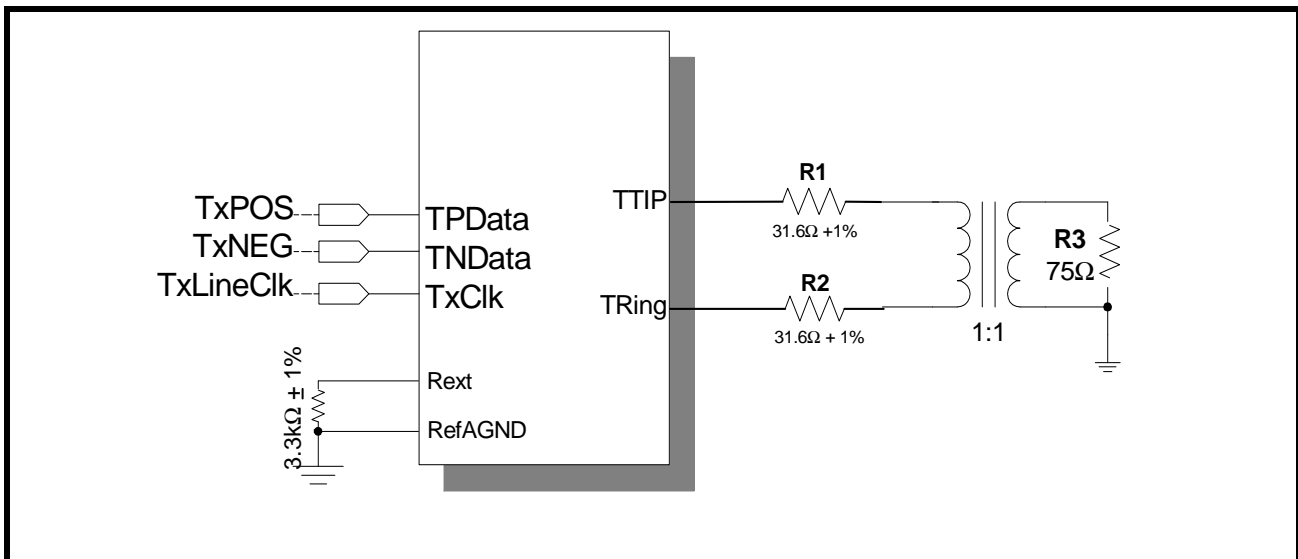 TxPOS
TxNEG
TxLineClk
TPData
TNData
TxClk
Rext
RefAGND
3.3kΩ ± 1%
TTIP
TRing
R1
31.6Ω +1%
R2
31.6Ω + 1%
R3
75Ω
1:1